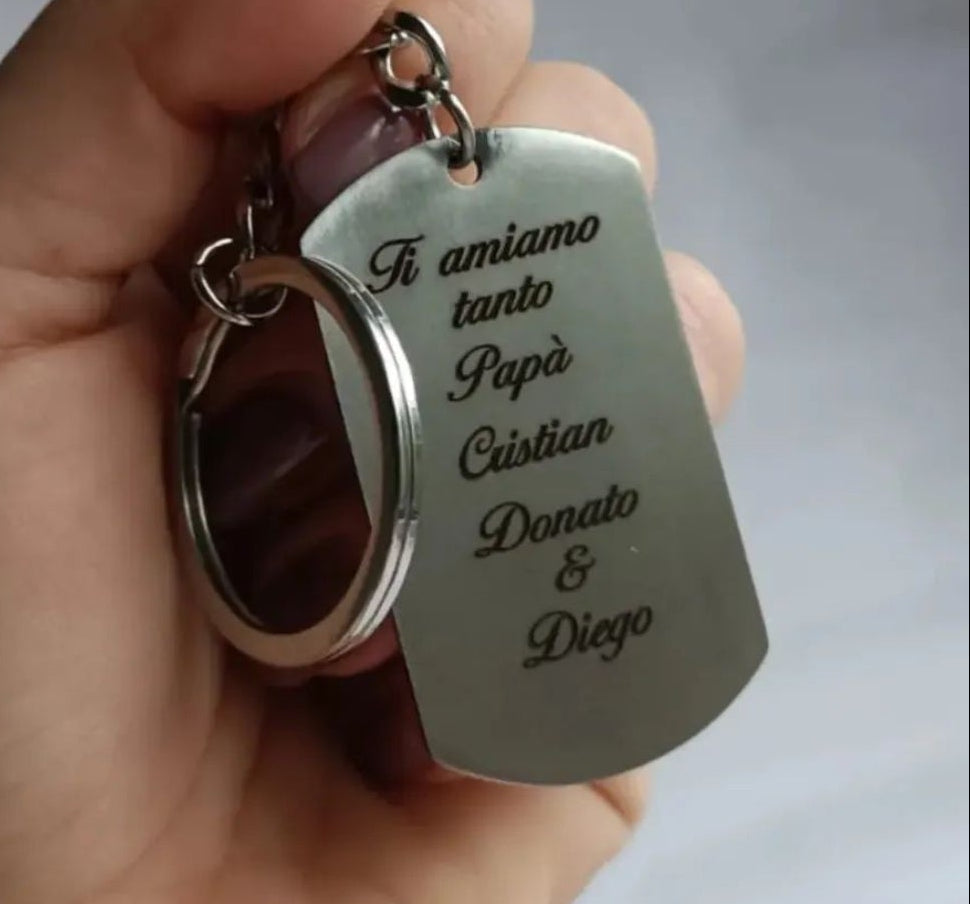 Ti amiamo
tanto
Papà
Cristian
Donato
&
Diego